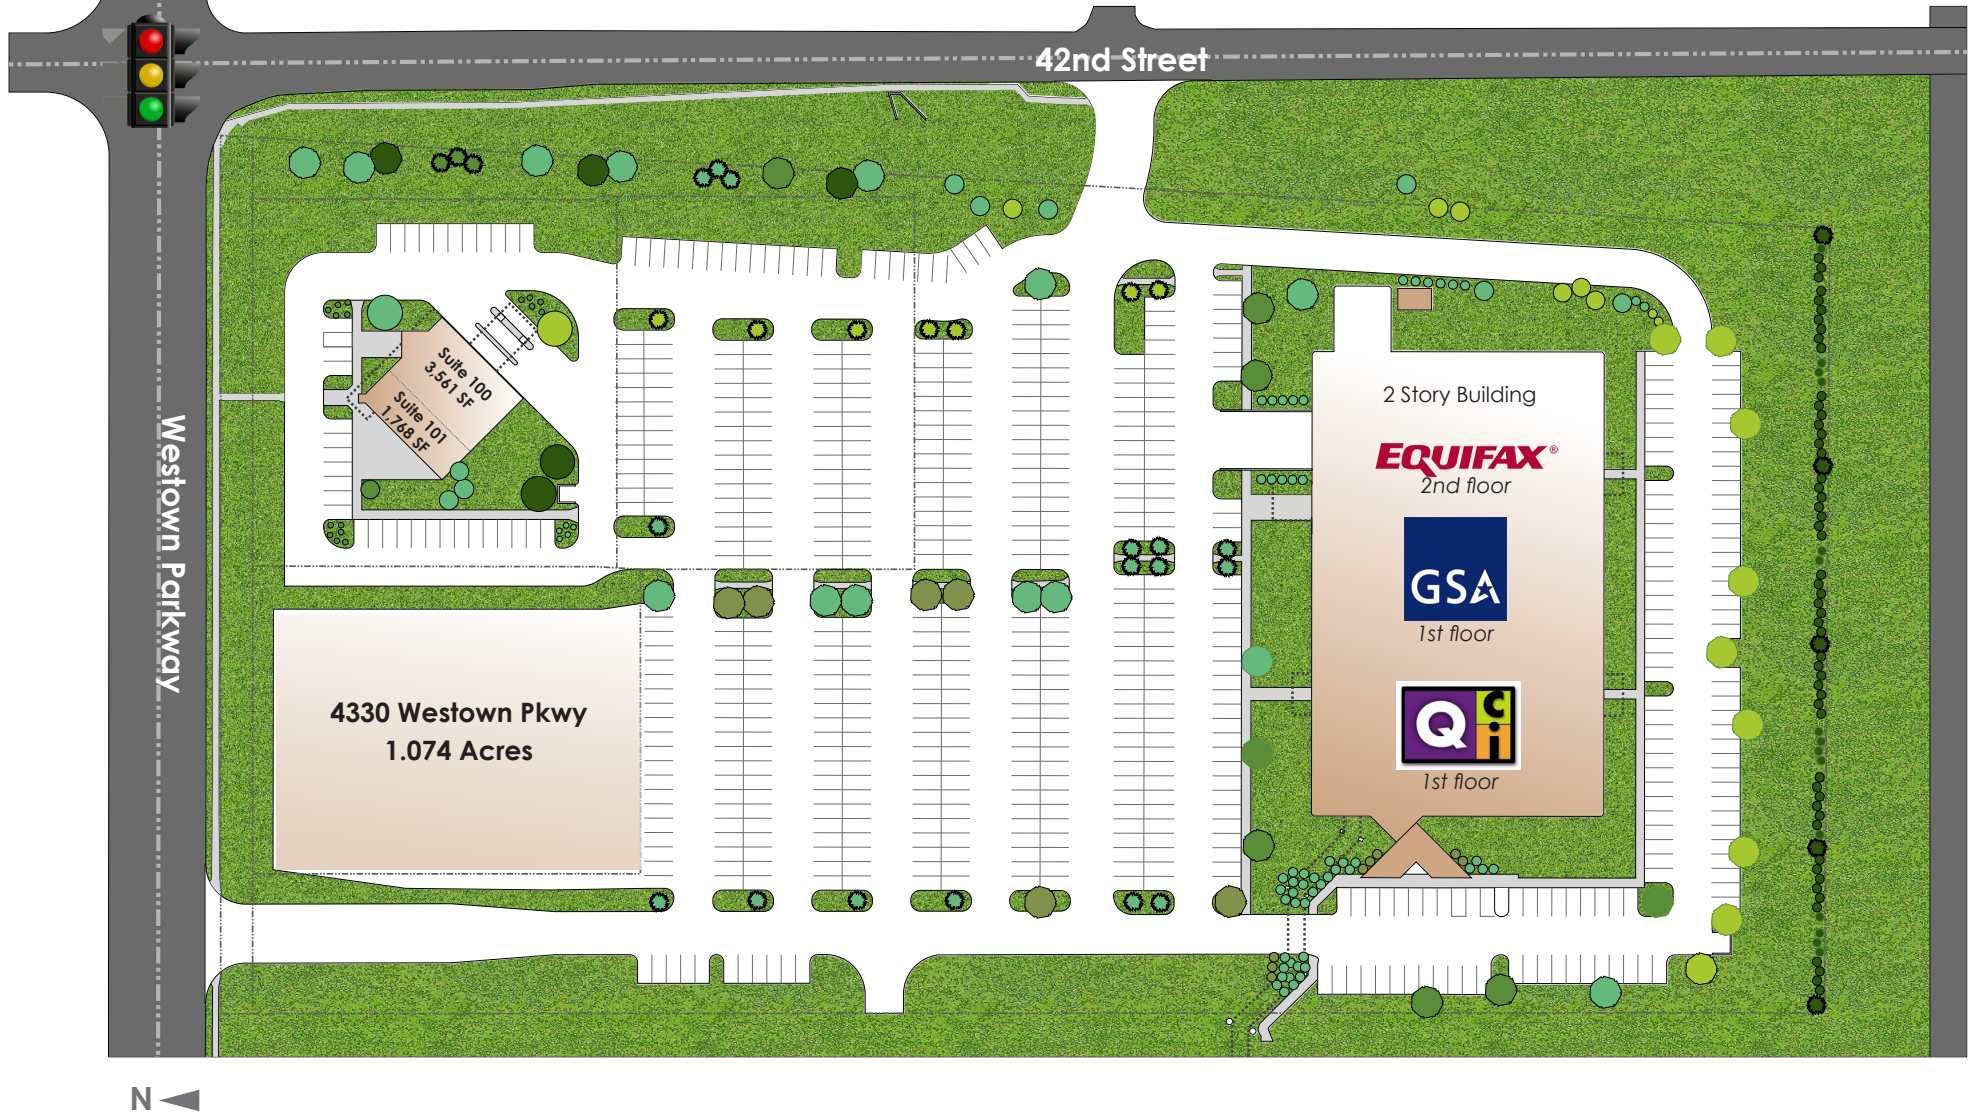 42nd Street
Westown Parkway
Suite 100
3,561 SF
Suite 101
1,768 SF
2 Story Building
EQUIFAX®
2nd floor
GSA
1st floor
Q c i
1st floor
4330 Westown Pkwy
1.074 Acres
N